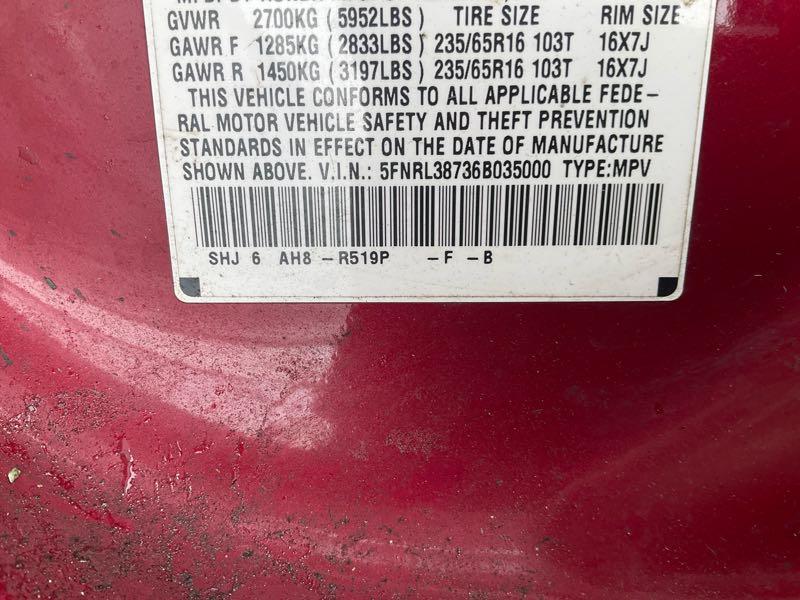 GVWR 2700KG (5952LBS) TIRE SIZE RIM SIZE
GAWR F 1285KG (2833LBS) 235/65R16 103T 16X7J
GAWR R 1450KG (3197LBS) 235/65R16 103T 16X7J
THIS VEHICLE CONFORMS TO ALL APPLICABLE FEDE-
RAL MOTOR VEHICLE SAFETY AND THEFT PREVENTION
STANDARDS IN EFFECT ON THE DATE OF MANUFACTURE
SHOWN ABOVE. V.I.N.: 5FNRL38736B035000 TYPE:MPV
SHJ 6 AH8 - R519P - F - B